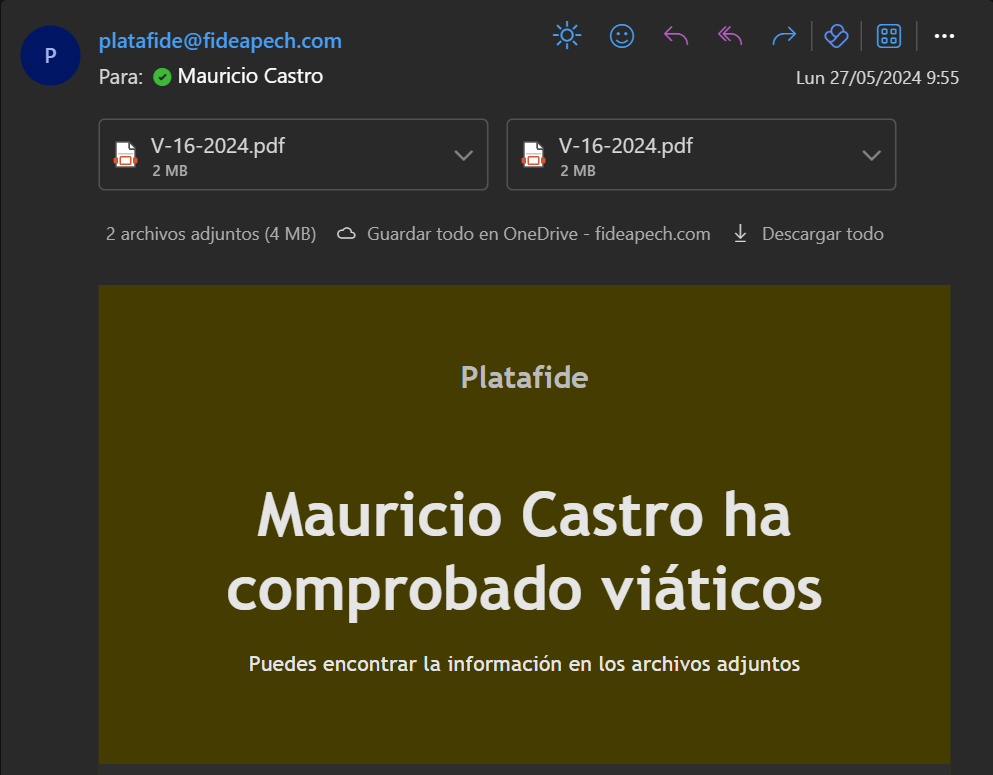 P
platafide@fideapech.com
Para: Mauricio Castro
Lun 27/05/2024 9:55
V-16-2024.pdf
2 MB
V-16-2024.pdf
2 MB
2 archivos adjuntos (4 MB) Guardar todo en OneDrive - fideapech.com Descargar todo
Platafide
Mauricio Castro ha
comprobado viáticos
Puedes encontrar la información en los archivos adjuntos